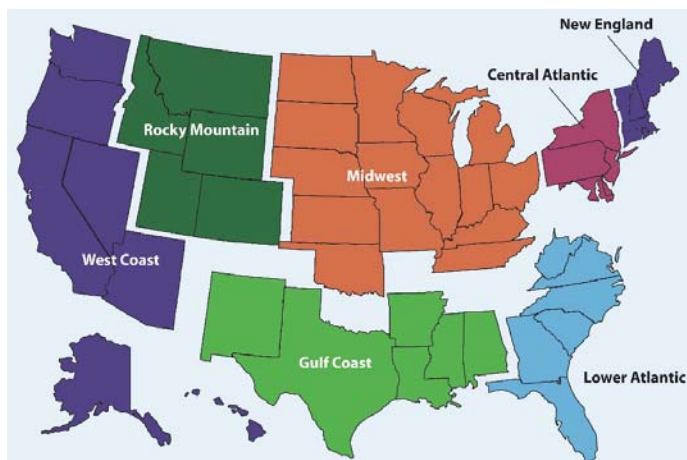 New England
Central Atlantic
Rocky Mountain
Midwest
West Coast
Gulf Coast
Lower Atlantic